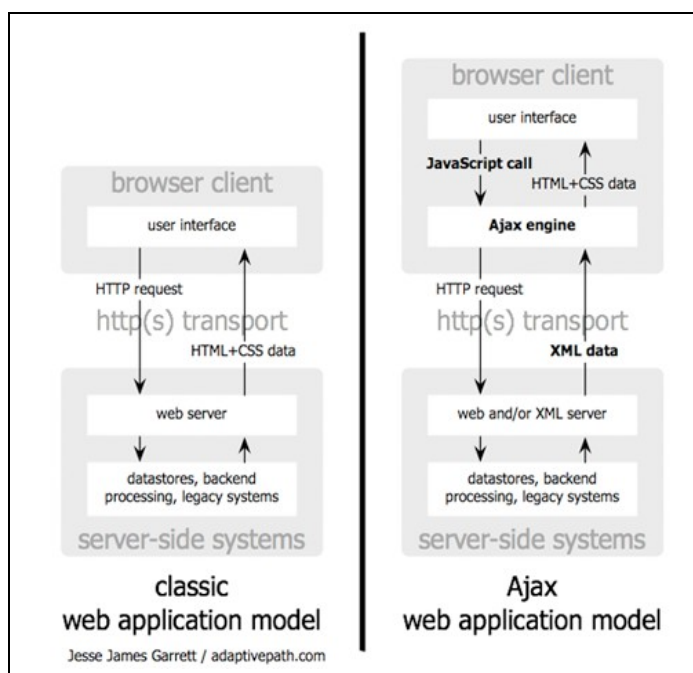 browser client
user interface
HTTP request
http(s) transport
HTML+CSS data
web server
datastores, backend
processing, legacy systems
server-side systems
classic
web application model
Jesse James Garrett / adaptivepath.com
browser client
user interface
JavaScript call
HTML+CSS data
Ajax engine
HTTP request
http(s) transport
XML data
web and/or XML server
datastores, backend
processing, legacy systems
server-side systems
Ajax
web application model